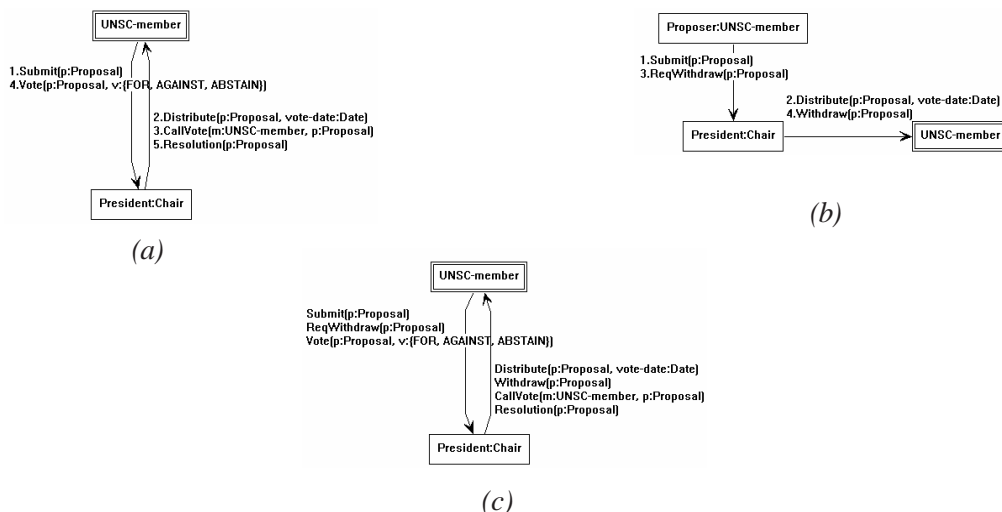 UNSC-member
1.Submit(p:Proposal)
4.Vote(p:Proposal, v:{FOR, AGAINST, ABSTAIN})
2.Distribute(p:Proposal, vote-date:Date)
3.CallVote(m:UNSC-member, p:Proposal)
5.Resolution(p:Proposal)
President:Chair
(a)
Proposer:UNSC-member
1.Submit(p:Proposal)
3.ReqWithdraw(p:Proposal)
2.Distribute(p:Proposal, vote-date:Date)
4.Withdraw(p:Proposal)
President:Chair
UNSC-member
(b)
UNSC-member
Submit(p:Proposal)
ReqWithdraw(p:Proposal)
Vote(p:Proposal, v:{FOR, AGAINST, ABSTAIN})
Distribute(p:Proposal, vote-date:Date)
Withdraw(p:Proposal)
CallVote(m:UNSC-member, p:Proposal)
Resolution(p:Proposal)
President:Chair
(c)